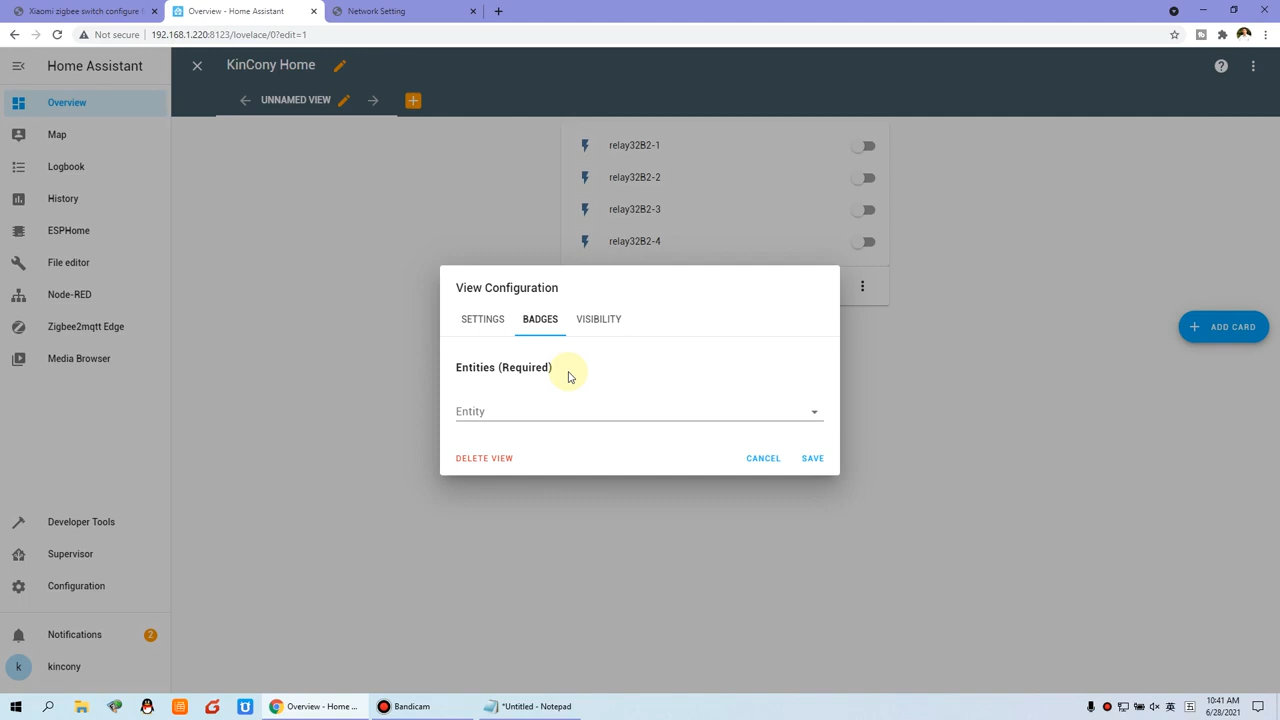 Xiaomi zigbee switch configure
Overview - Home Assistant
Network Setting
Not secure
192.168.1.220:8123/lovelace/0?edit=1
Home Assistant
KinCony Home
UNNAMED VIEW
Overview
Map
Logbook
History
ESPHome
File editor
Node-RED
Zigbee2mqtt Edge
Media Browser
Developer Tools
Supervisor
Configuration
Notifications
2
k
kincony
relay32B2-1
relay32B2-2
relay32B2-3
relay32B2-4
View Configuration
SETTINGS
BADGES
VISIBILITY
Entities (Required)
Entity
DELETE VIEW
CANCEL
SAVE
ADD CARD
Overview - Home ...
Bandicam
*Untitled - Notepad
英
10:41 AM
6/28/2021